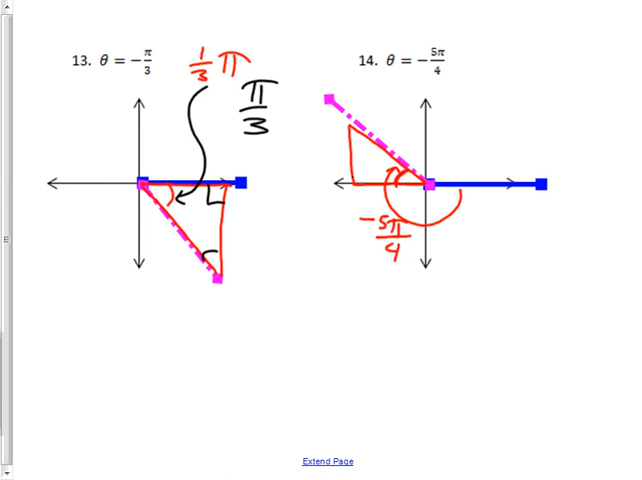 13. θ = −π/3
1/3 π
π/3
14. θ = −5π/4
−5π/4
Extend Page